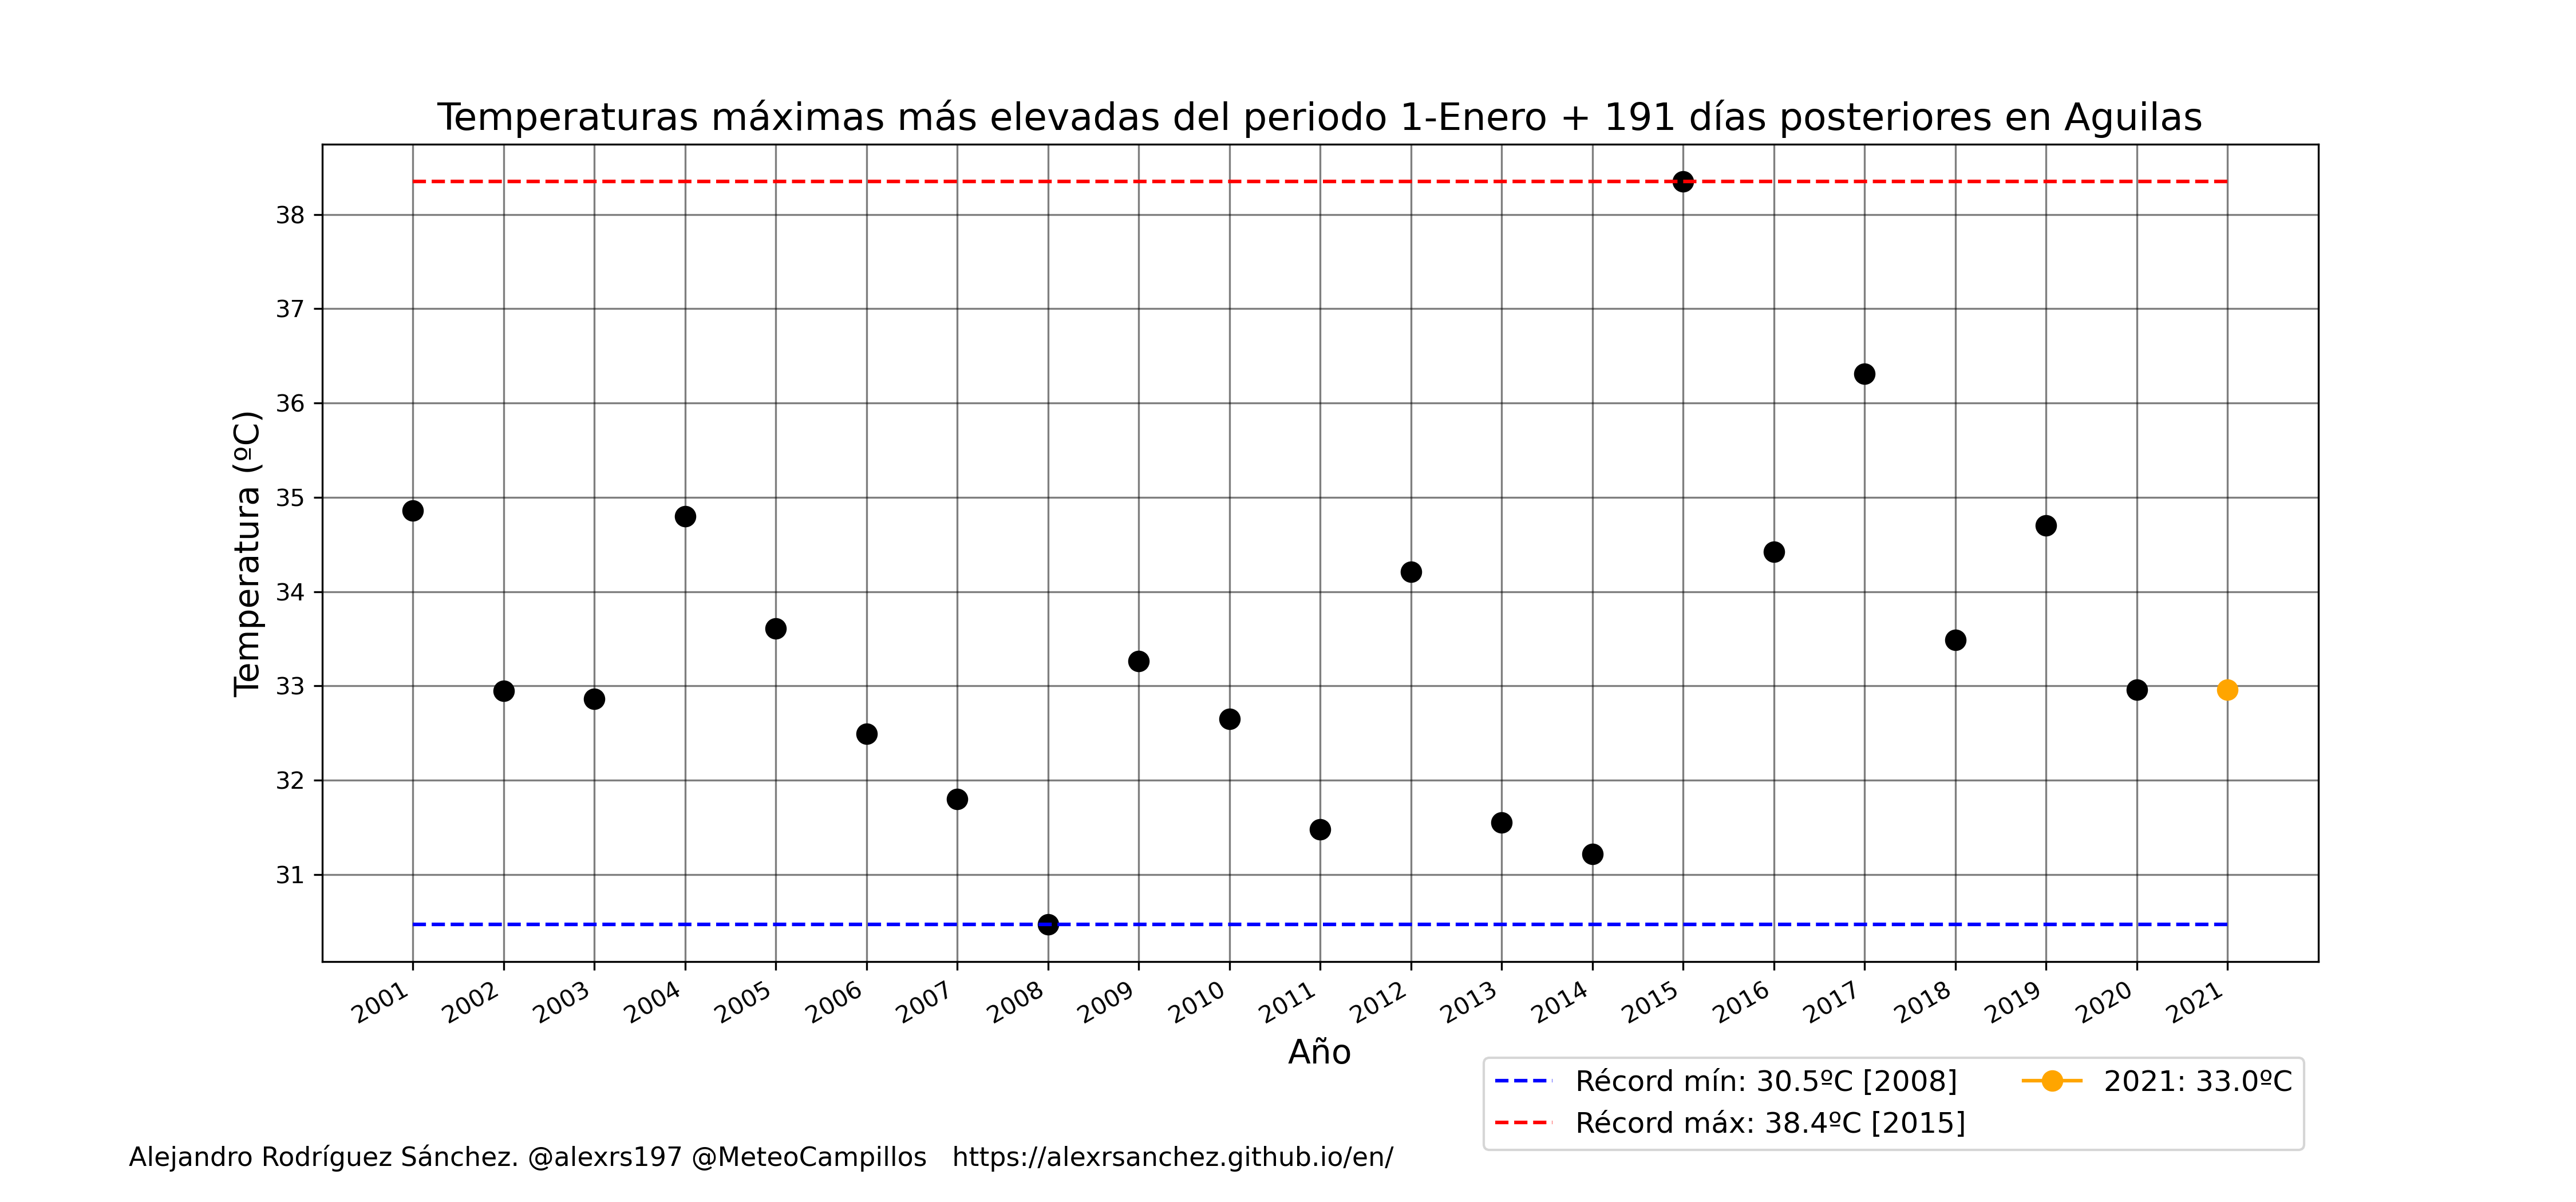 Temperaturas máximas más elevadas del periodo 1-Enero + 191 días posteriores en Aguilas
Temperatura (ºC)
38
37
36
35
34
33
32
31
2001 2002 2003 2004 2005 2006 2007 2008 2009 2010 2011 2012 2013 2014 2015 2016 2017 2018 2019 2020 2021
Año
Récord mín: 30.5ºC [2008]
Récord máx: 38.4ºC [2015]
2021: 33.0ºC
Alejandro Rodríguez Sánchez. @alexrs197 @MeteoCampillos https://alexrsanchez.github.io/en/